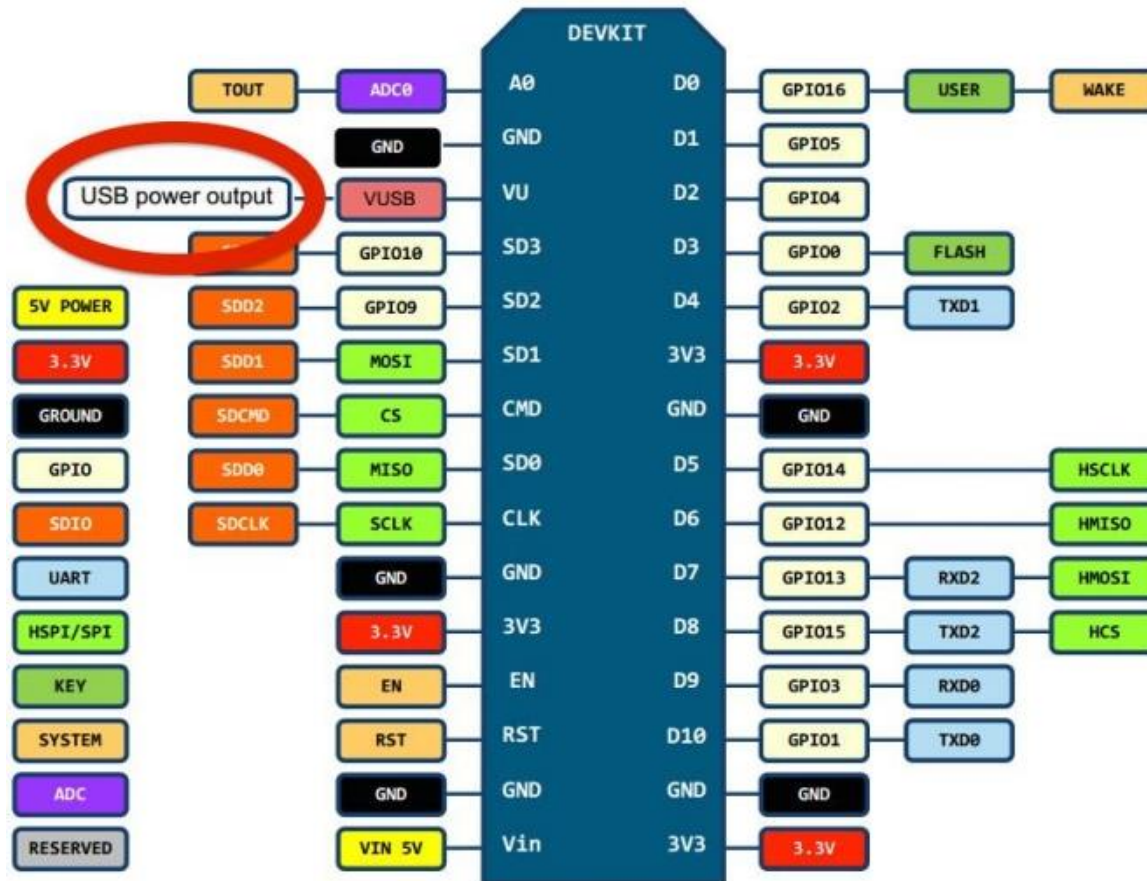 DEVKIT
TOUT ADC0 A0 D0 GPIO16 USER WAKE
GND GND D1 GPIO5
USB power output VUSB VU D2 GPIO4
GPIO10 SD3 D3 GPIO0 FLASH
5V POWER SDD2 GPIO9 SD2 D4 GPIO2 TXD1
3.3V SDD1 MOSI SD1 3V3 3.3V
GROUND SDCMD CS CMD GND GND
GPIO SDD0 MISO SD0 D5 GPIO14 HSCLK
SDIO SDCLK SCLK CLK D6 GPIO12 HMISO
UART GND GND D7 GPIO13 RXD2 HMOSI
HSPI/SPI 3.3V 3V3 D8 GPIO15 TXD2 HCS
KEY EN EN D9 GPIO3 RXD0
SYSTEM RST RST D10 GPIO1 TXD0
ADC GND GND GND GND
RESERVED VIN 5V Vin 3V3 3.3V